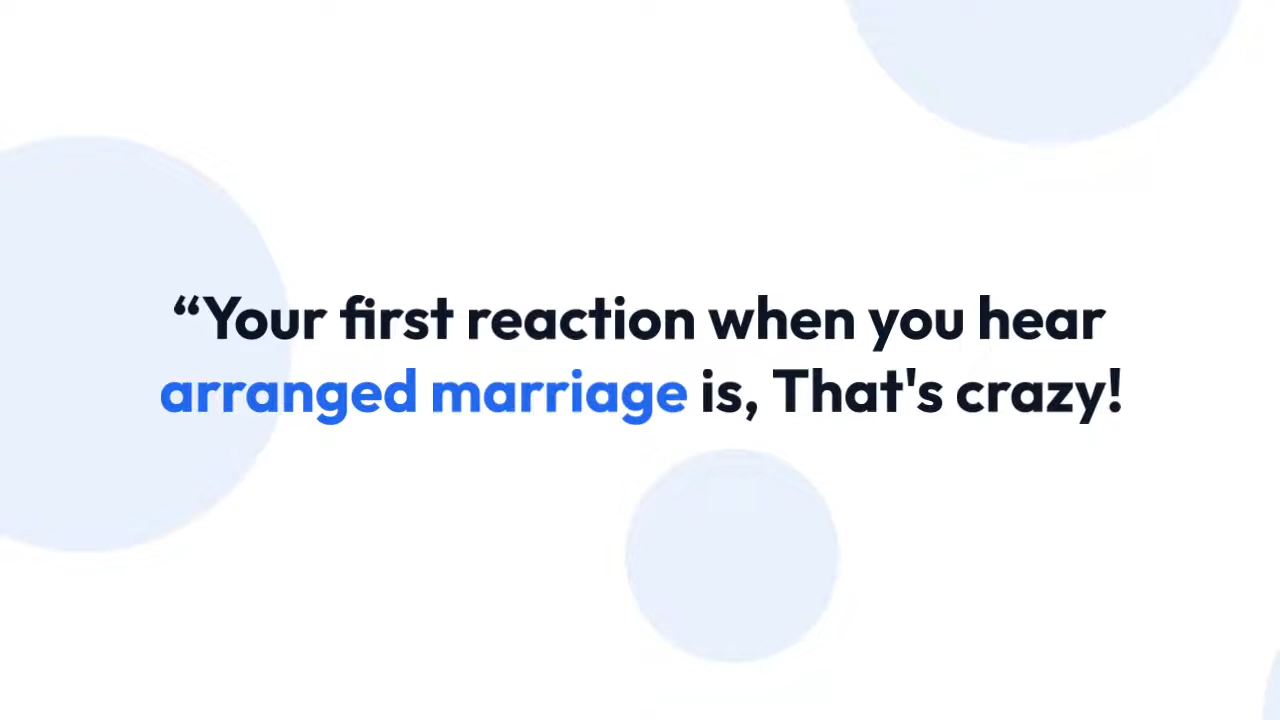 “Your first reaction when you hear
arranged marriage is, That's crazy!